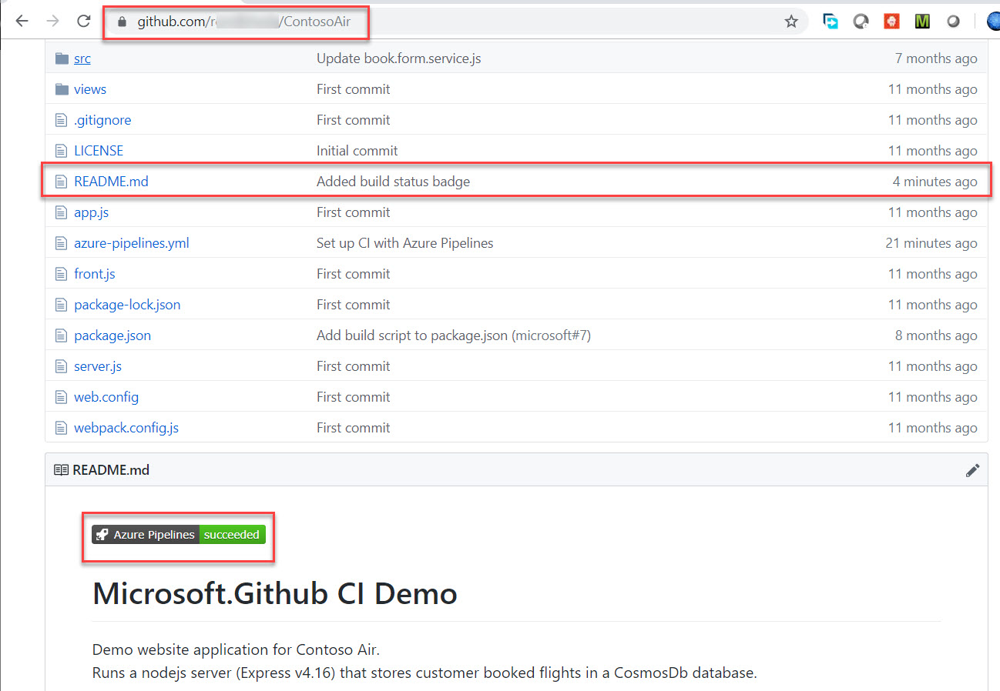 github.com/r /ContosoAir
src Update book.form.service.js 7 months ago
views First commit 11 months ago
.gitignore First commit 11 months ago
LICENSE Initial commit 11 months ago
README.md Added build status badge 4 minutes ago
app.js First commit 11 months ago
azure-pipelines.yml Set up CI with Azure Pipelines 21 minutes ago
front.js First commit 11 months ago
package-lock.json First commit 11 months ago
package.json Add build script to package.json (microsoft#7) 8 months ago
server.js First commit 11 months ago
web.config First commit 11 months ago
webpack.config.js First commit 11 months ago
README.md
Azure Pipelines succeeded
Microsoft.Github CI Demo
Demo website application for Contoso Air.
Runs a nodejs server (Express v4.16) that stores customer booked flights in a CosmosDb database.